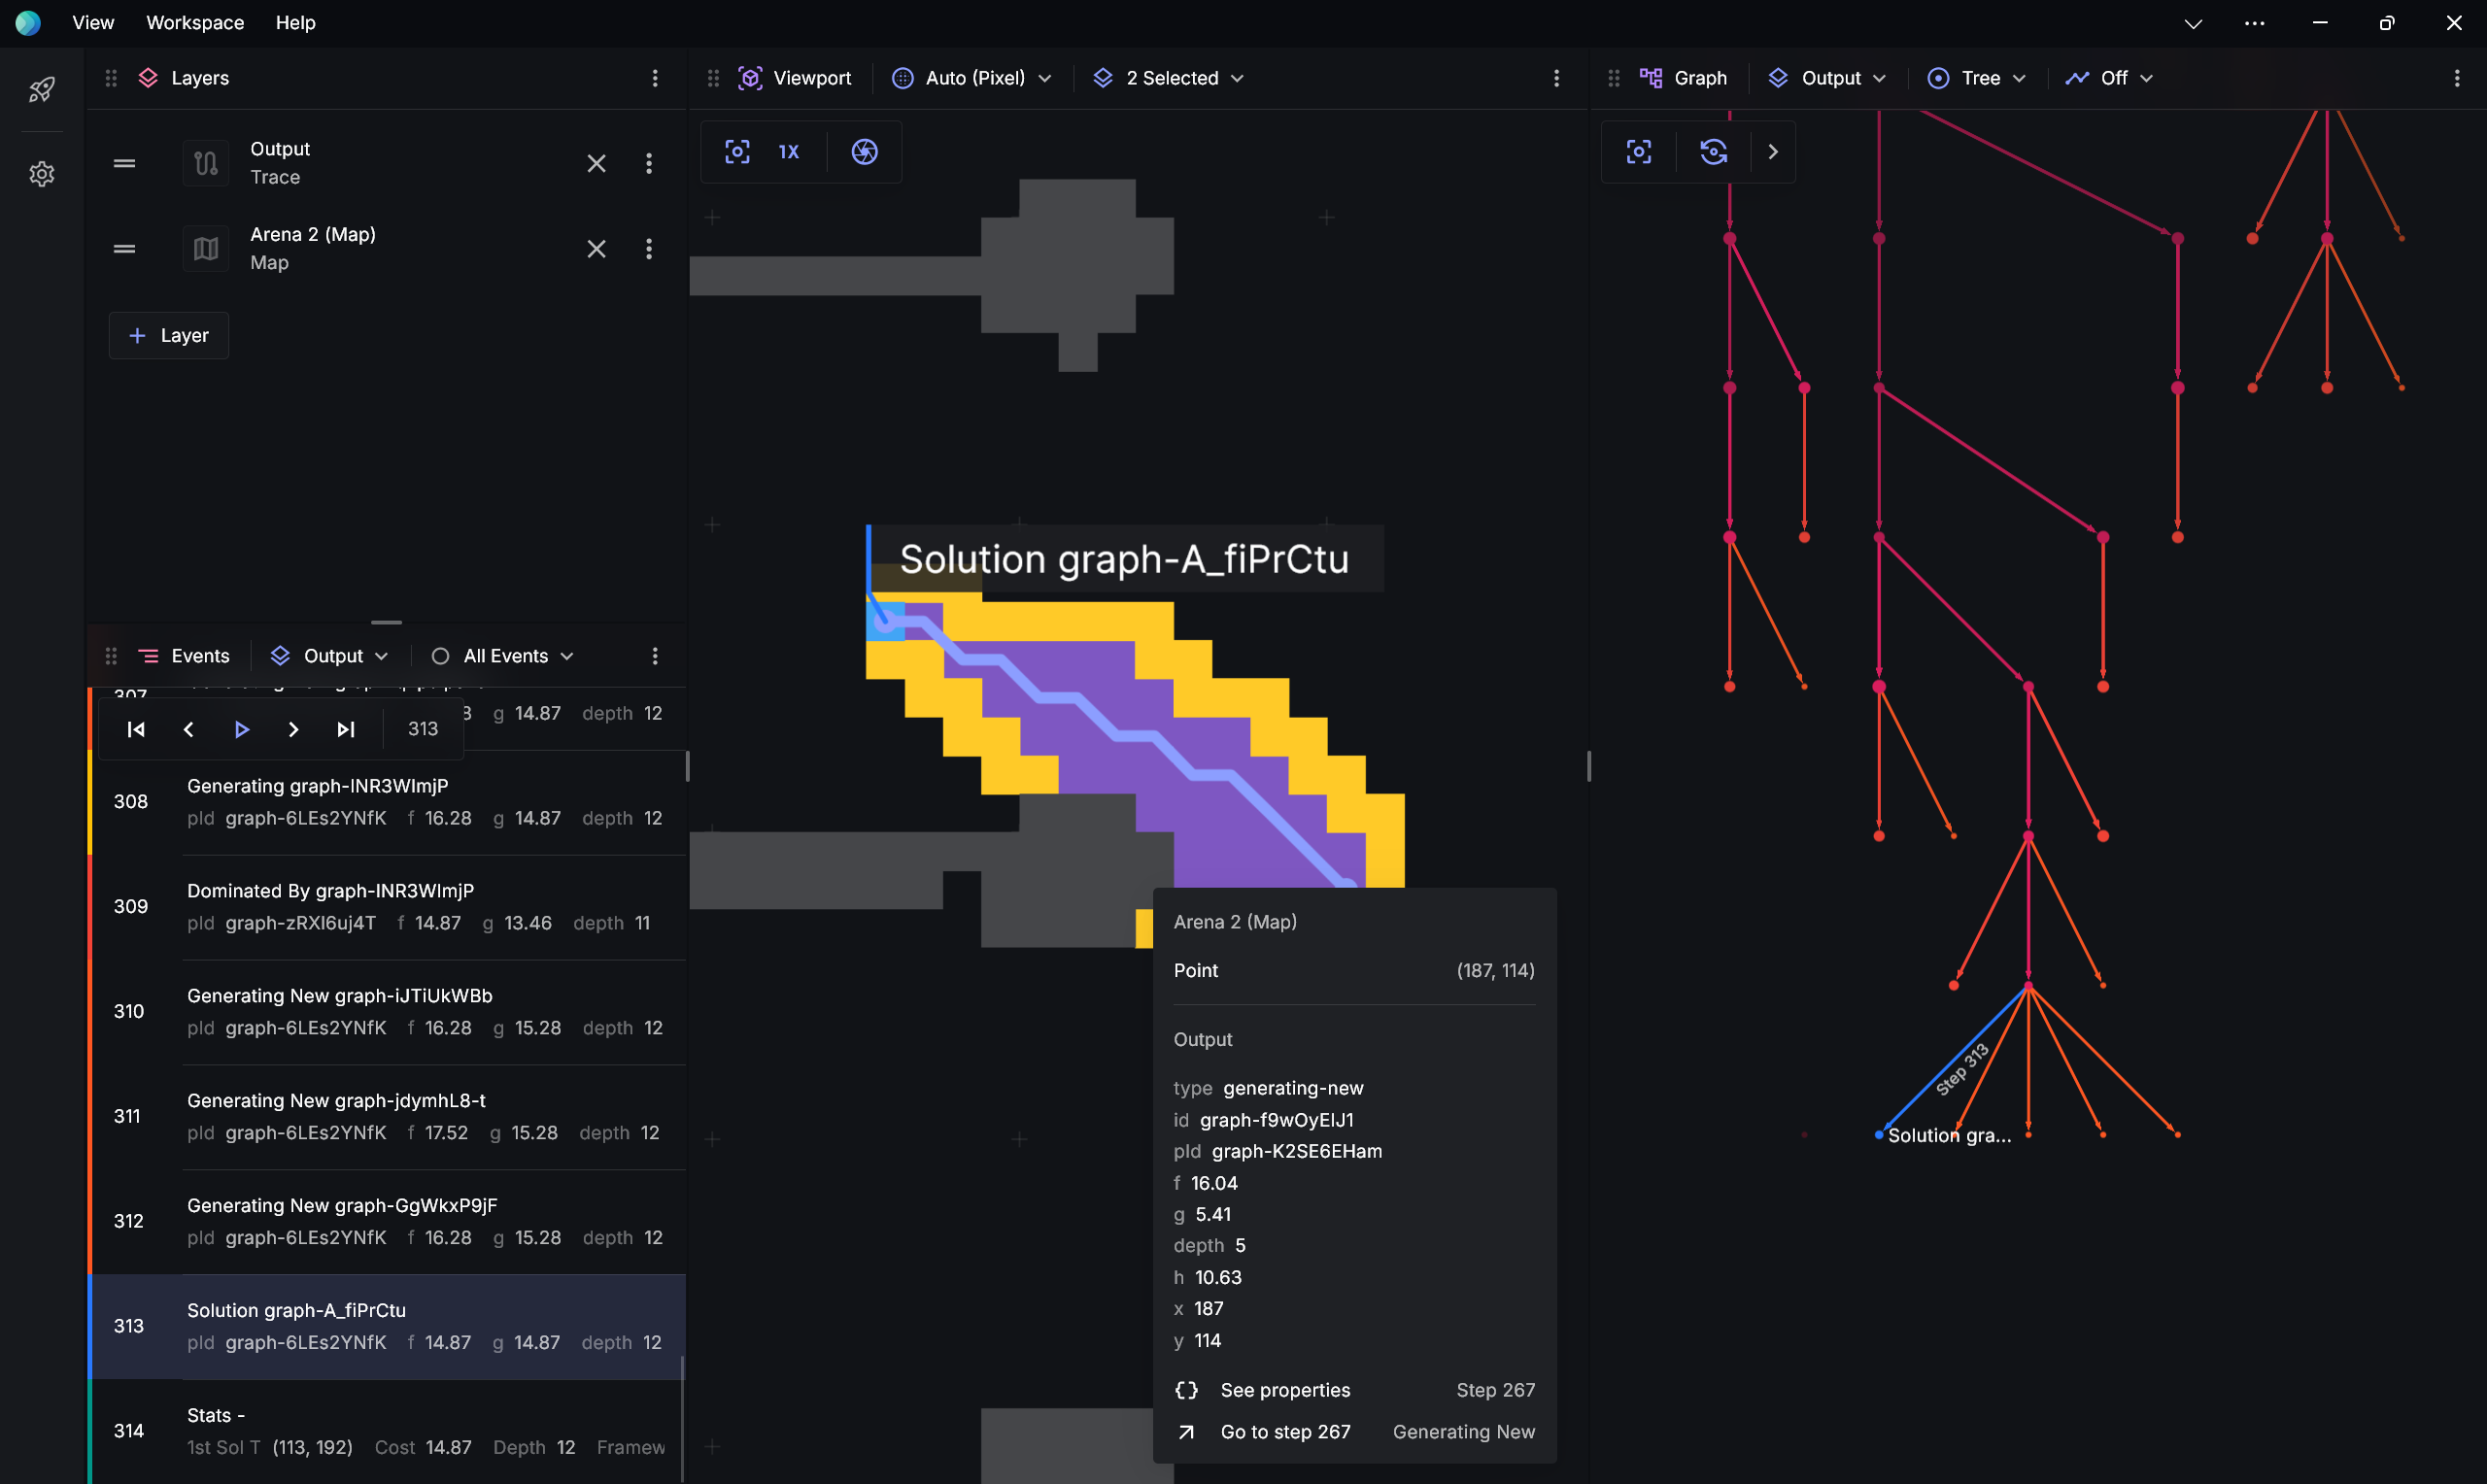 View Workspace Help
Layers
Output
Trace
Arena 2 (Map)
Map
Layer
Events Output All Events
307
g 14.87 depth 12
313
308
Generating graph-INR3WImjP
pId graph-6LEs2YNfK f 16.28 g 14.87 depth 12
309
Dominated By graph-INR3WImjP
pId graph-zRXI6uj4T f 14.87 g 13.46 depth 11
310
Generating New graph-iJTiUkWBb
pId graph-6LEs2YNfK f 16.28 g 15.28 depth 12
311
Generating New graph-jdymhL8-t
pId graph-6LEs2YNfK f 17.52 g 15.28 depth 12
312
Generating New graph-GgWkxP9jF
pId graph-6LEs2YNfK f 16.28 g 15.28 depth 12
313
Solution graph-A_fiPrCtu
pId graph-6LEs2YNfK f 14.87 g 14.87 depth 12
314
Stats -
1st Sol T (113, 192) Cost 14.87 Depth 12 Framew
Viewport Auto (Pixel) 2 Selected
1X
Solution graph-A_fiPrCtu
Arena 2 (Map)
Point (187, 114)
Output
type generating-new
id graph-f9wOyEIJ1
pId graph-K2SE6EHam
f 16.04
g 5.41
depth 5
h 10.63
x 187
y 114
See properties Step 267
Go to step 267 Generating New
Graph Output Tree Off
Step 313
Solution gra...